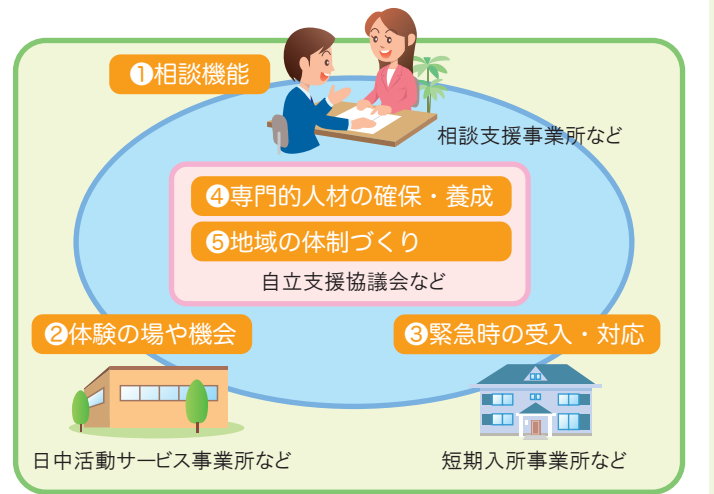 ❶相談機能
相談支援事業所など
❹専門的人材の確保・養成
❺地域の体制づくり
自立支援協議会など
❷体験の場や機会
❸緊急時の受入・対応
日中活動サービス事業所など
短期入所事業所など